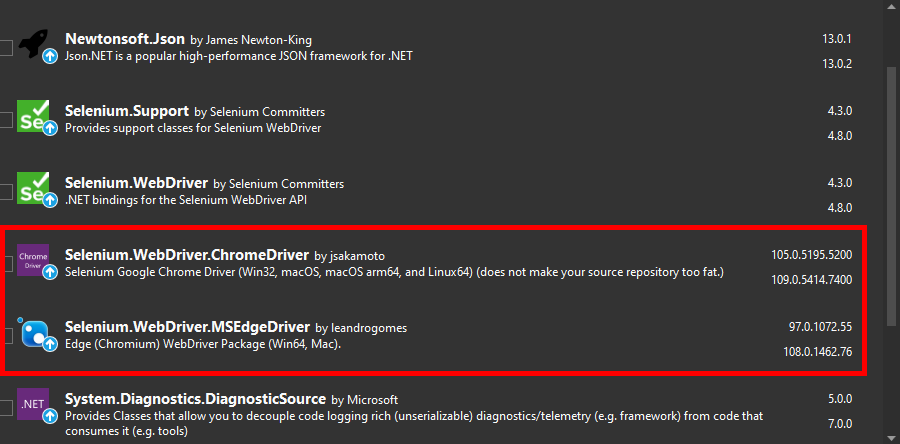 Newtonsoft.Json by James Newton-King 13.0.1
Json.NET is a popular high-performance JSON framework for .NET
13.0.2
Selenium.Support by Selenium Committers 4.3.0
Provides support classes for Selenium WebDriver
4.8.0
Se
Selenium.WebDriver by Selenium Committers 4.3.0
.NET bindings for the Selenium WebDriver API
4.8.0
Se
Selenium.WebDriver.ChromeDriver by jsakamoto 105.0.5195.5200
Chrome
Driver
Selenium Google Chrome Driver (Win32, macOS, macOS arm64, and Linux64) (does not make your source repository too fat.)
109.0.5414.7400
Selenium.WebDriver.MSEdgeDriver by leandrogomes 97.0.1072.55
Edge (Chromium) WebDriver Package (Win64, Mac).
108.0.1462.76
System.Diagnostics.DiagnosticSource by Microsoft 5.0.0
.NET
Provides Classes that allow you to decouple code logging rich (unserializable) diagnostics/telemetry (e.g. framework) from code that
7.0.0
consumes it (e.g. tools)